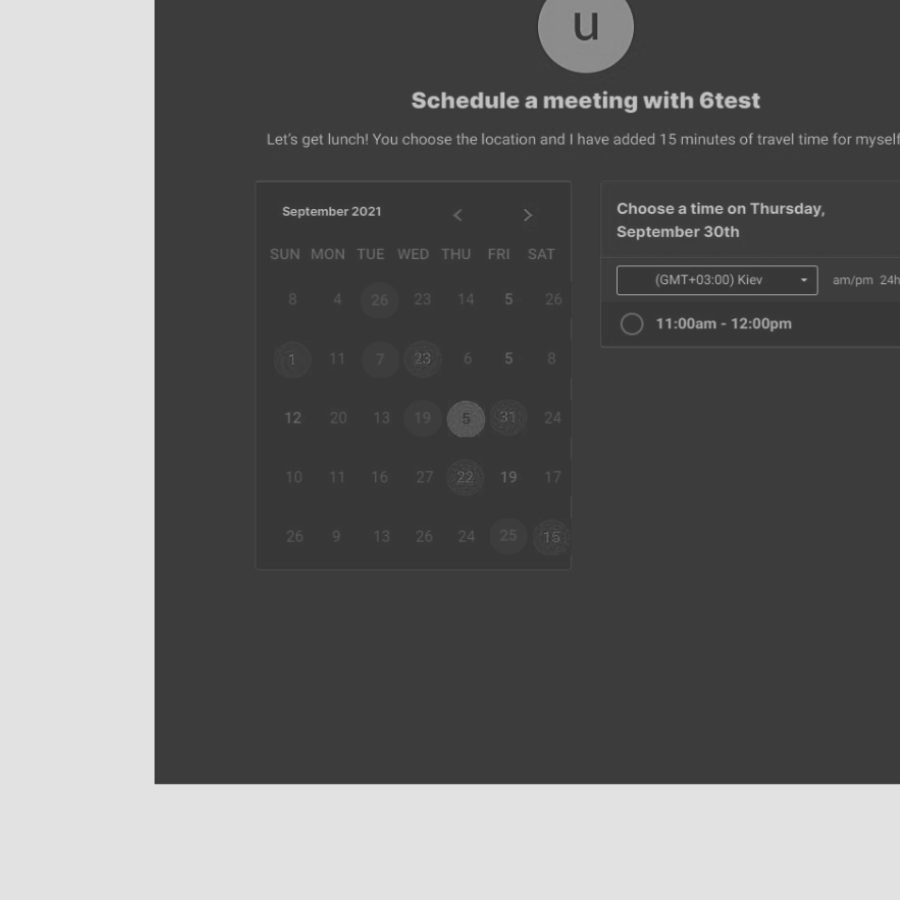 u
Schedule a meeting with 6test
Let's get lunch! You choose the location and I have added 15 minutes of travel time for myself
September 2021 < >
SUN MON TUE WED THU FRI SAT
8 4 26 23 14 5 26
1 11 7 23 6 5 8
12 20 13 19 5 31 24
10 11 16 27 22 19 17
26 9 13 26 24 25 15
Choose a time on Thursday,
September 30th
(GMT+03:00) Kiev am/pm 24h
11:00am - 12:00pm